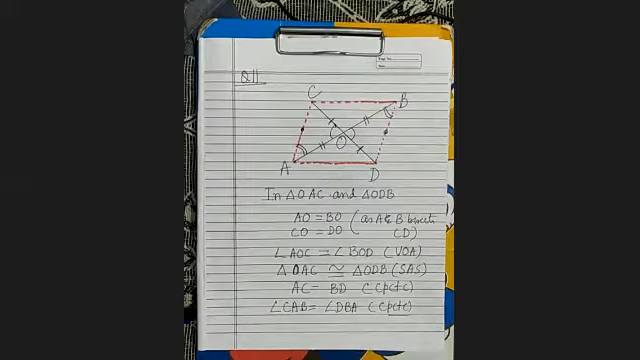 Q11
C
B
O
A
D
In △OAC and △ODB
AO = BO (as A & B bisects
CO = DO CD)
∠AOC = ∠BOD (VOA)
△OAC ≅ △ODB (SAS)
AC = BD (Cpctc)
∠CAB = ∠DBA (Cpctc)